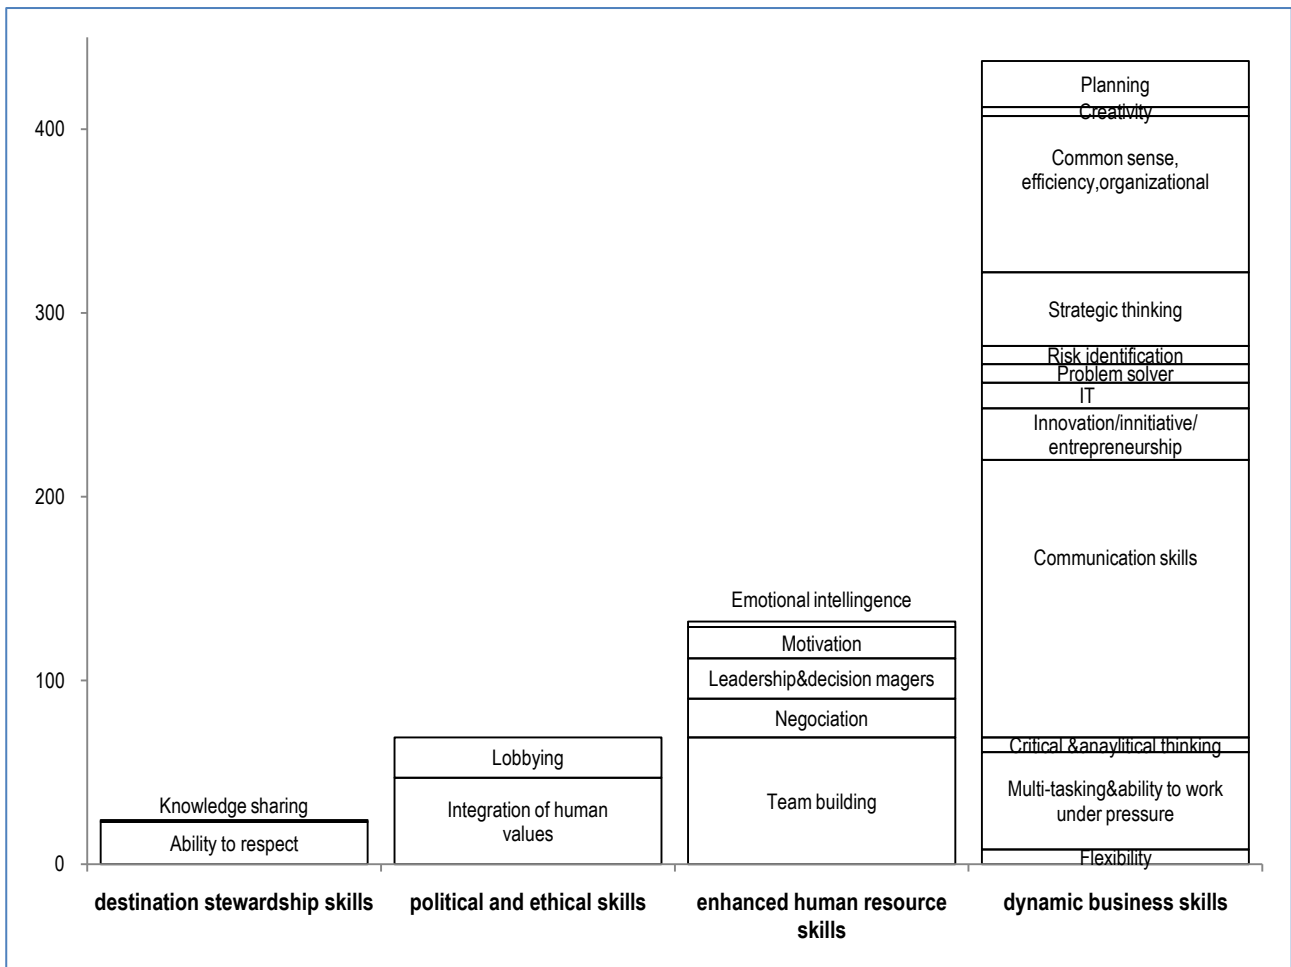 Planning
Creativity
400
Common sense,
efficiency,organizational
300
Strategic thinking
Risk identification
Problem solver
IT
Innovation/innitiative/
entrepreneurship
200
Communication skills
Emotional intellingence
Motivation
100
Leadership&decision magers
Negociation
Lobbying
Critical &anaylitical thinking
Team building
Multi-tasking&ability to work
under pressure
Knowledge sharing
Integration of human
values
Ability to respect
Flexibility
0
destination stewardship skills
political and ethical skills
enhanced human resource
skills
dynamic business skills